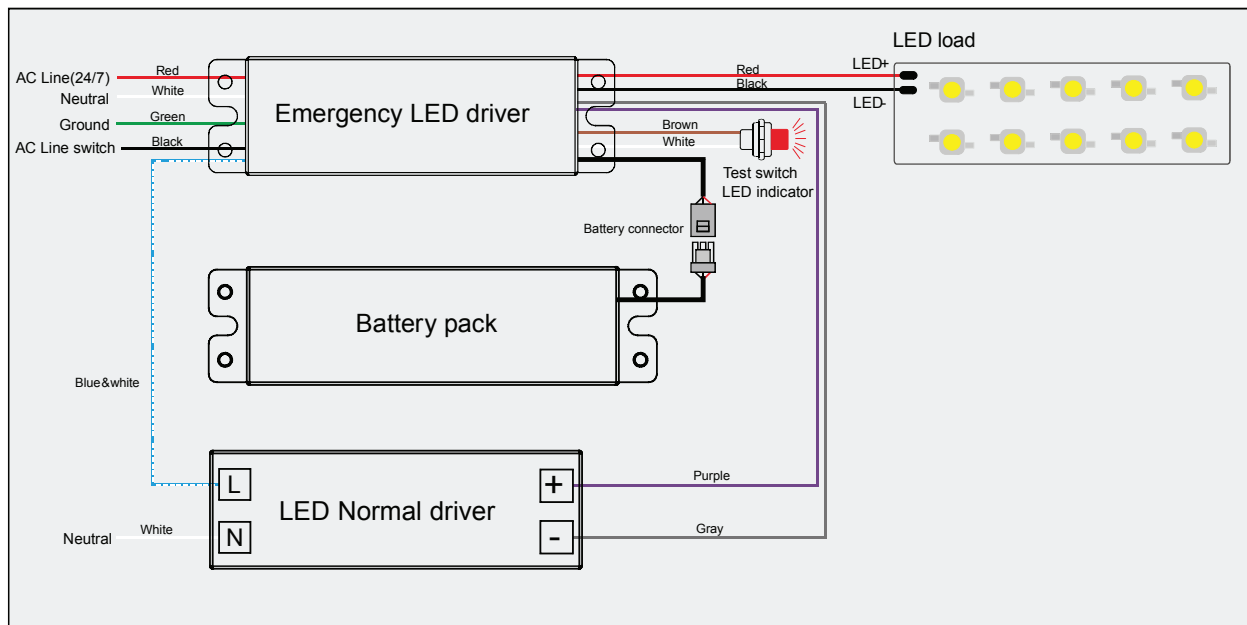 LED load
AC Line(24/7)
Red
Red
LED+
Neutral
White
Black
LED-
Ground
Green
Emergency LED driver
Brown
AC Line switch
Black
White
Test switch
LED indicator
Battery connector
Battery pack
Blue&white
L
+
Purple
LED Normal driver
Neutral
White
N
-
Gray